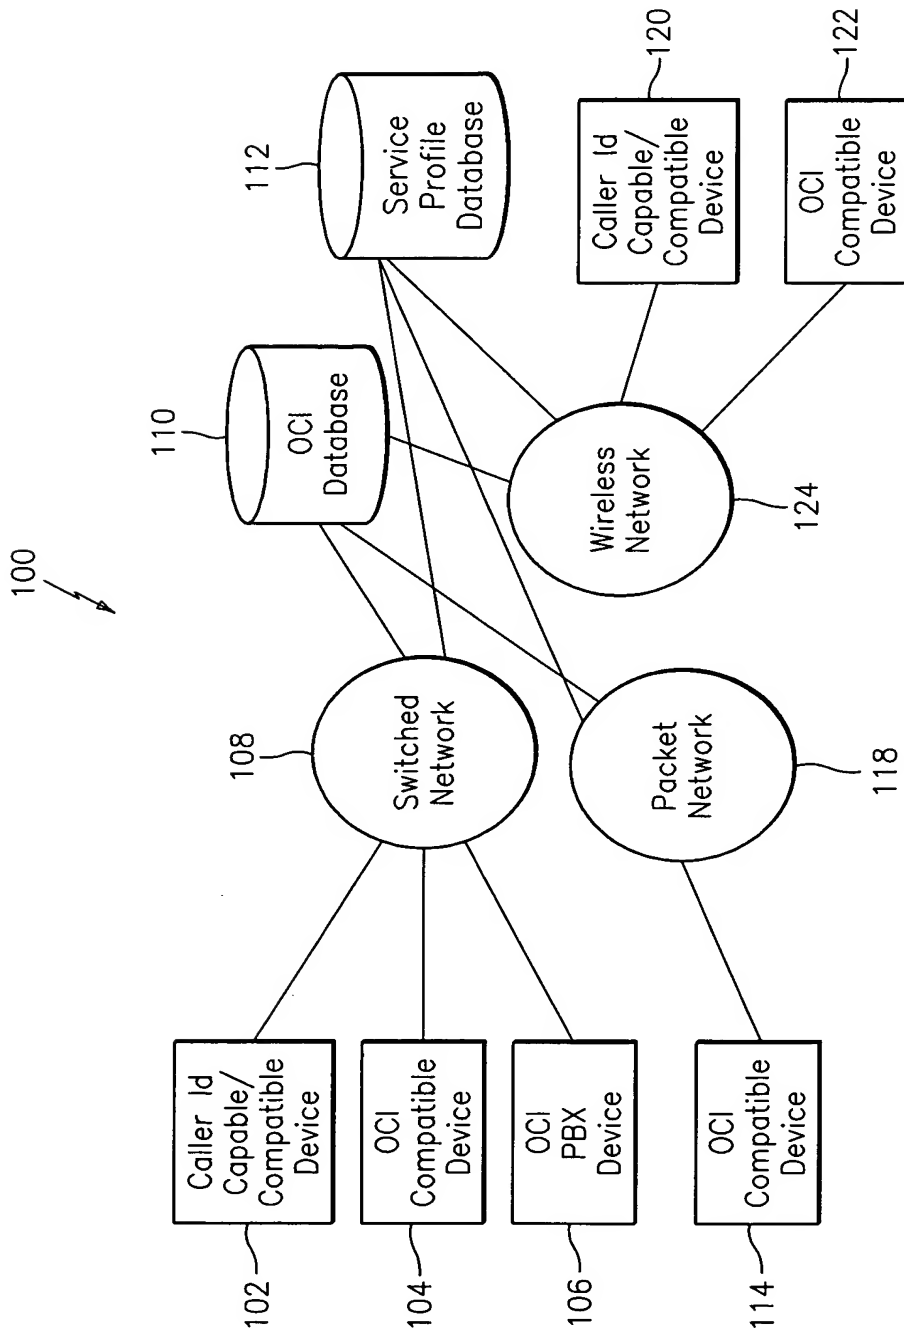 100
110
OCI
Database
112
Service
Profile
Database
108
Switched
Network
Caller Id
Capable/
Compatible
Device
102
OCI
Compatible
Device
104
OCI
PBX
Device
106
OCI
Compatible
Device
114
Packet
Network
118
Wireless
Network
124
Caller Id
Capable/
Compatible
Device
120
OCI
Compatible
Device
122